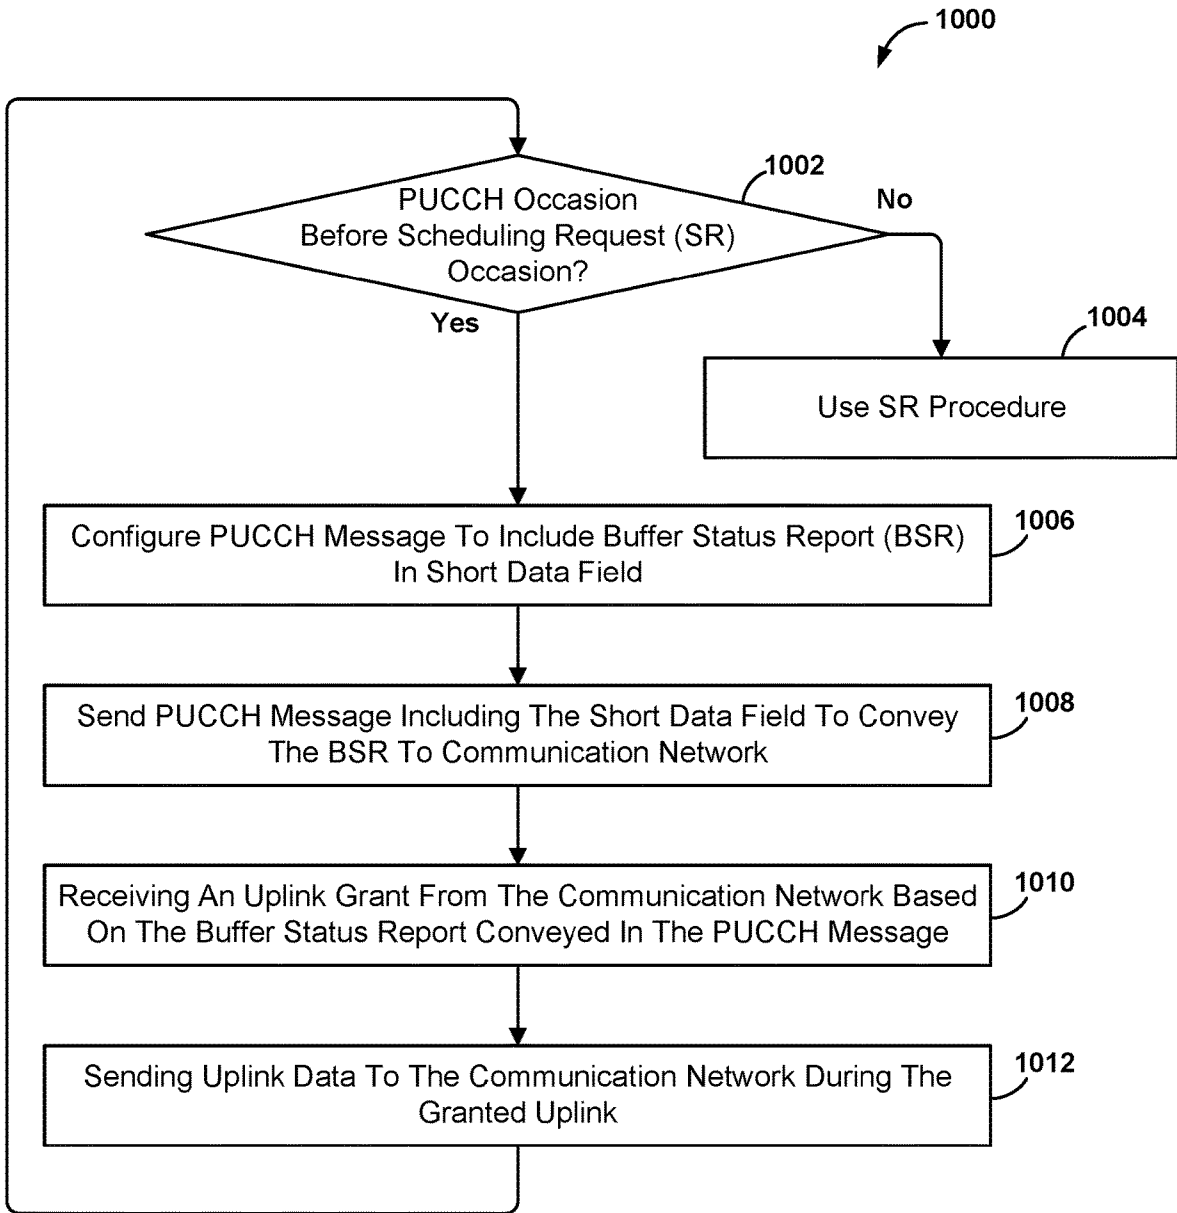 1000
1002
PUCCH Occasion
Before Scheduling Request (SR)
Occasion?
No
Yes
1004
Use SR Procedure
1006
Configure PUCCH Message To Include Buffer Status Report (BSR)
In Short Data Field
1008
Send PUCCH Message Including The Short Data Field To Convey
The BSR To Communication Network
1010
Receiving An Uplink Grant From The Communication Network Based
On The Buffer Status Report Conveyed In The PUCCH Message
1012
Sending Uplink Data To The Communication Network During The
Granted Uplink